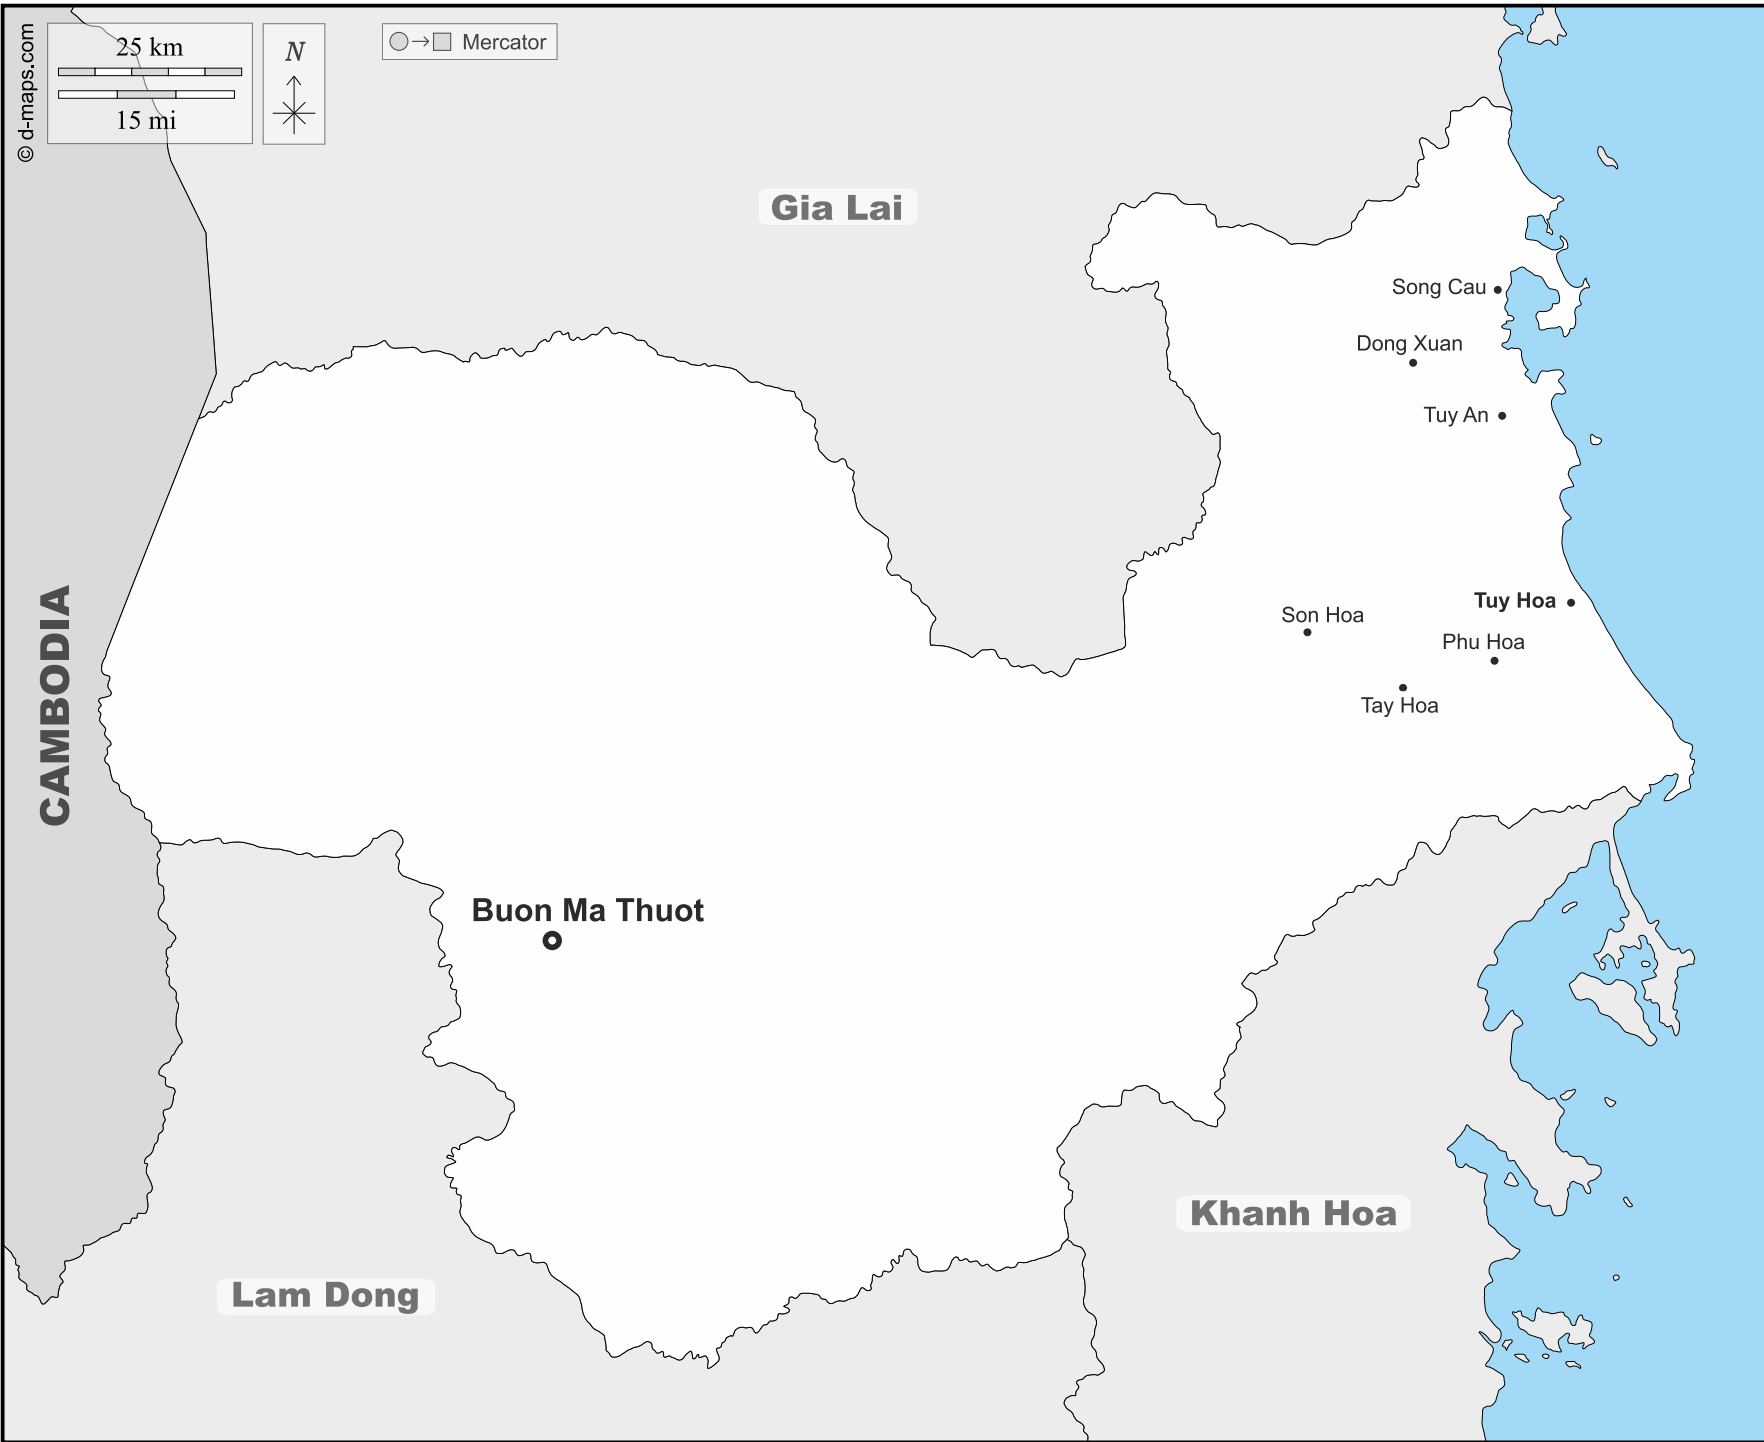 © d-maps.com
25 km
15 mi
N
Mercator
Gia Lai
Song Cau
Dong Xuan
Tuy An
CAMBODIA
Tuy Hoa
Son Hoa
Phu Hoa
Tay Hoa
Buon Ma Thuot
Khanh Hoa
Lam Dong